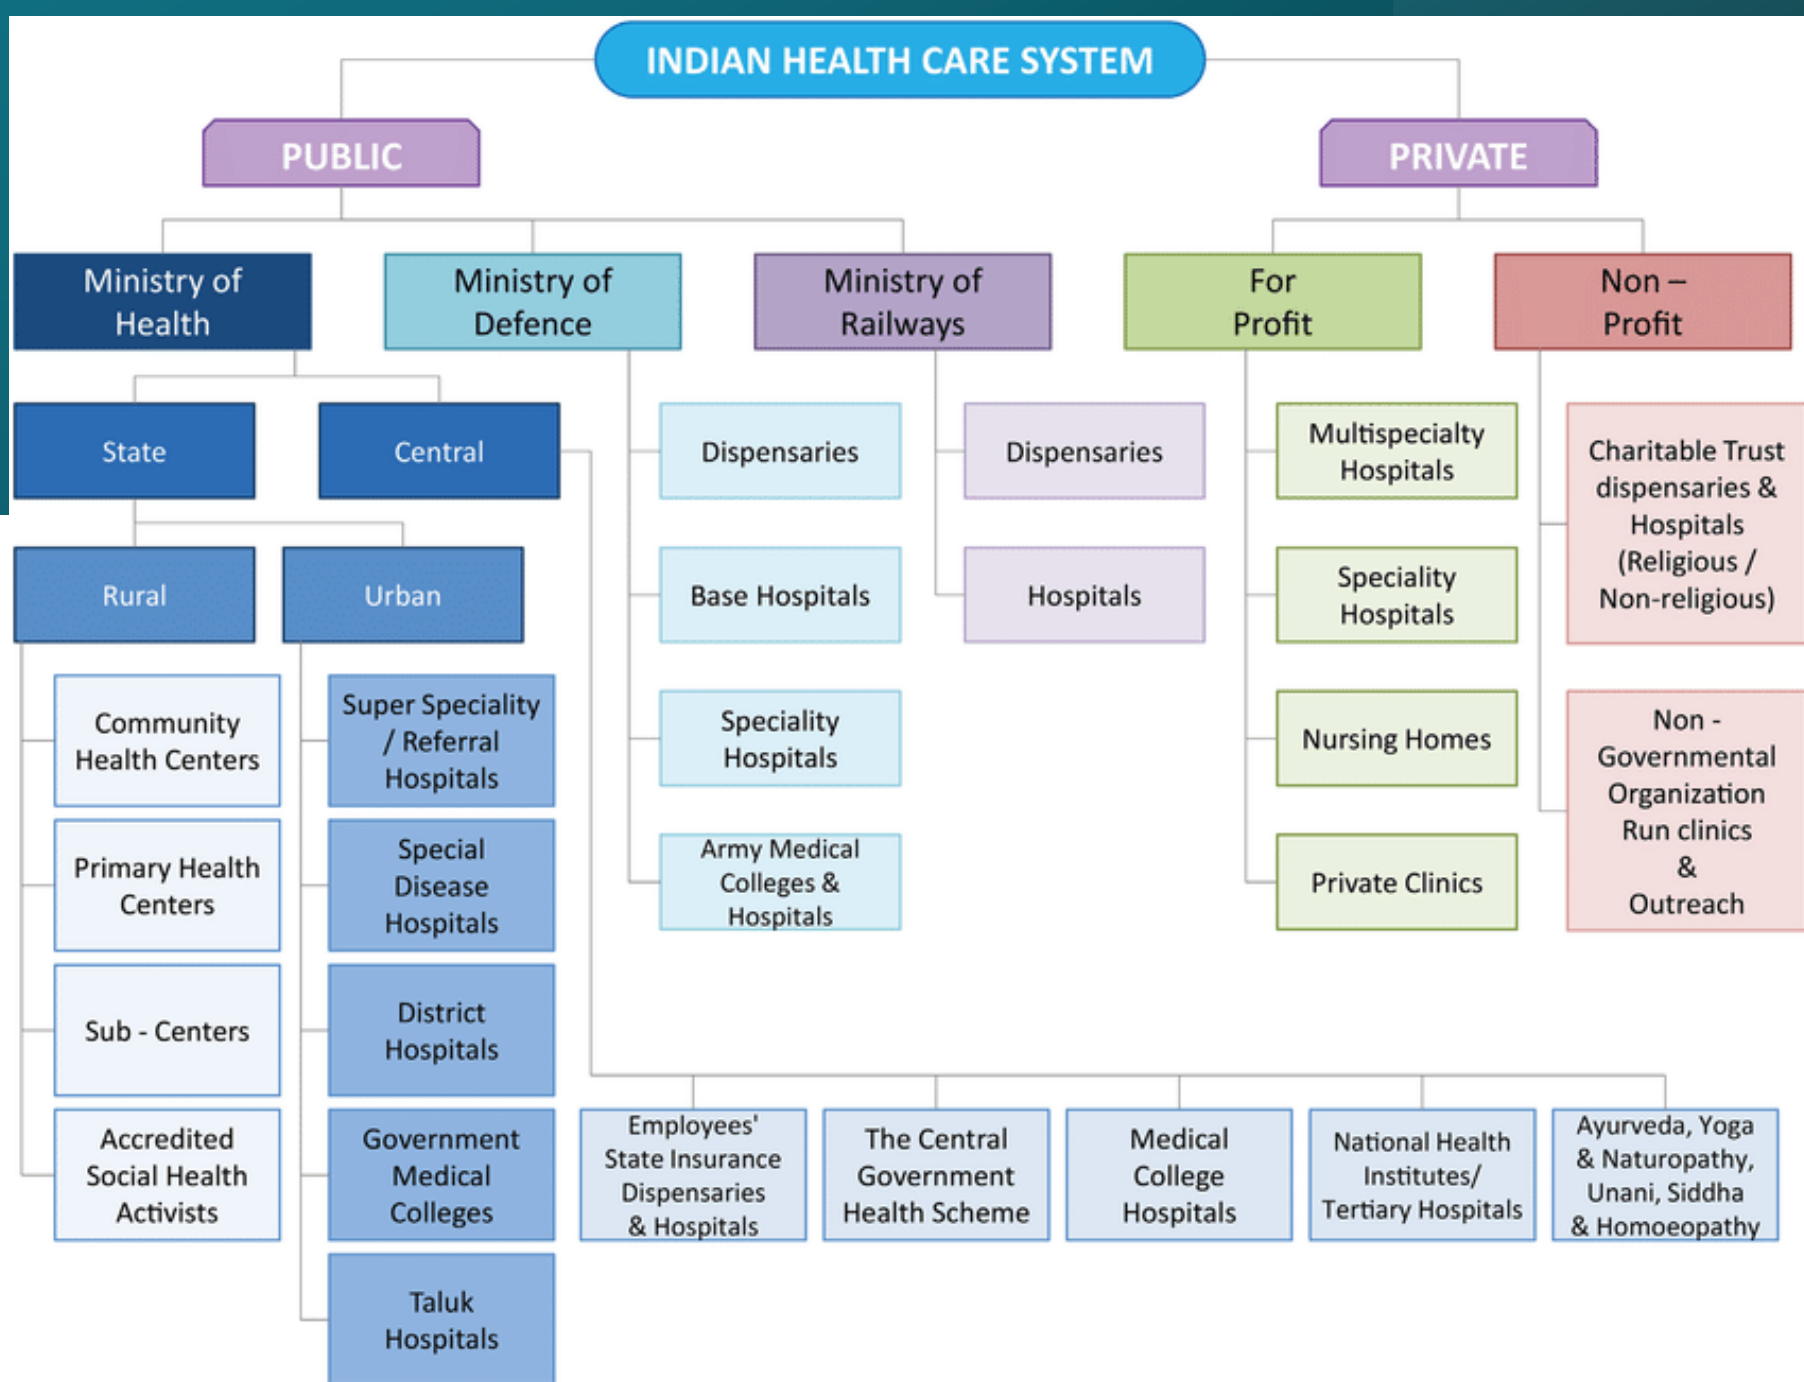 INDIAN HEALTH CARE SYSTEM
PUBLIC
PRIVATE
Ministry of
Health
Ministry of
Defence
Ministry of
Railways
For
Profit
Non –
Profit
State
Central
Dispensaries
Dispensaries
Multispecialty
Hospitals
Charitable Trust
dispensaries &
Hospitals
(Religious /
Non-religious)
Rural
Urban
Base Hospitals
Hospitals
Speciality
Hospitals
Community
Health Centers
Super Speciality
/ Referral
Hospitals
Speciality
Hospitals
Nursing Homes
Non -
Governmental
Organization
Run clinics
&
Outreach
Primary Health
Centers
Special
Disease
Hospitals
Army Medical
Colleges &
Hospitals
Private Clinics
Sub - Centers
District
Hospitals
Accredited
Social Health
Activists
Government
Medical
Colleges
Employees'
State Insurance
Dispensaries
& Hospitals
The Central
Government
Health Scheme
Medical
College
Hospitals
National Health
Institutes/
Tertiary Hospitals
Ayurveda, Yoga
& Naturopathy,
Unani, Siddha
& Homoeopathy
Taluk
Hospitals